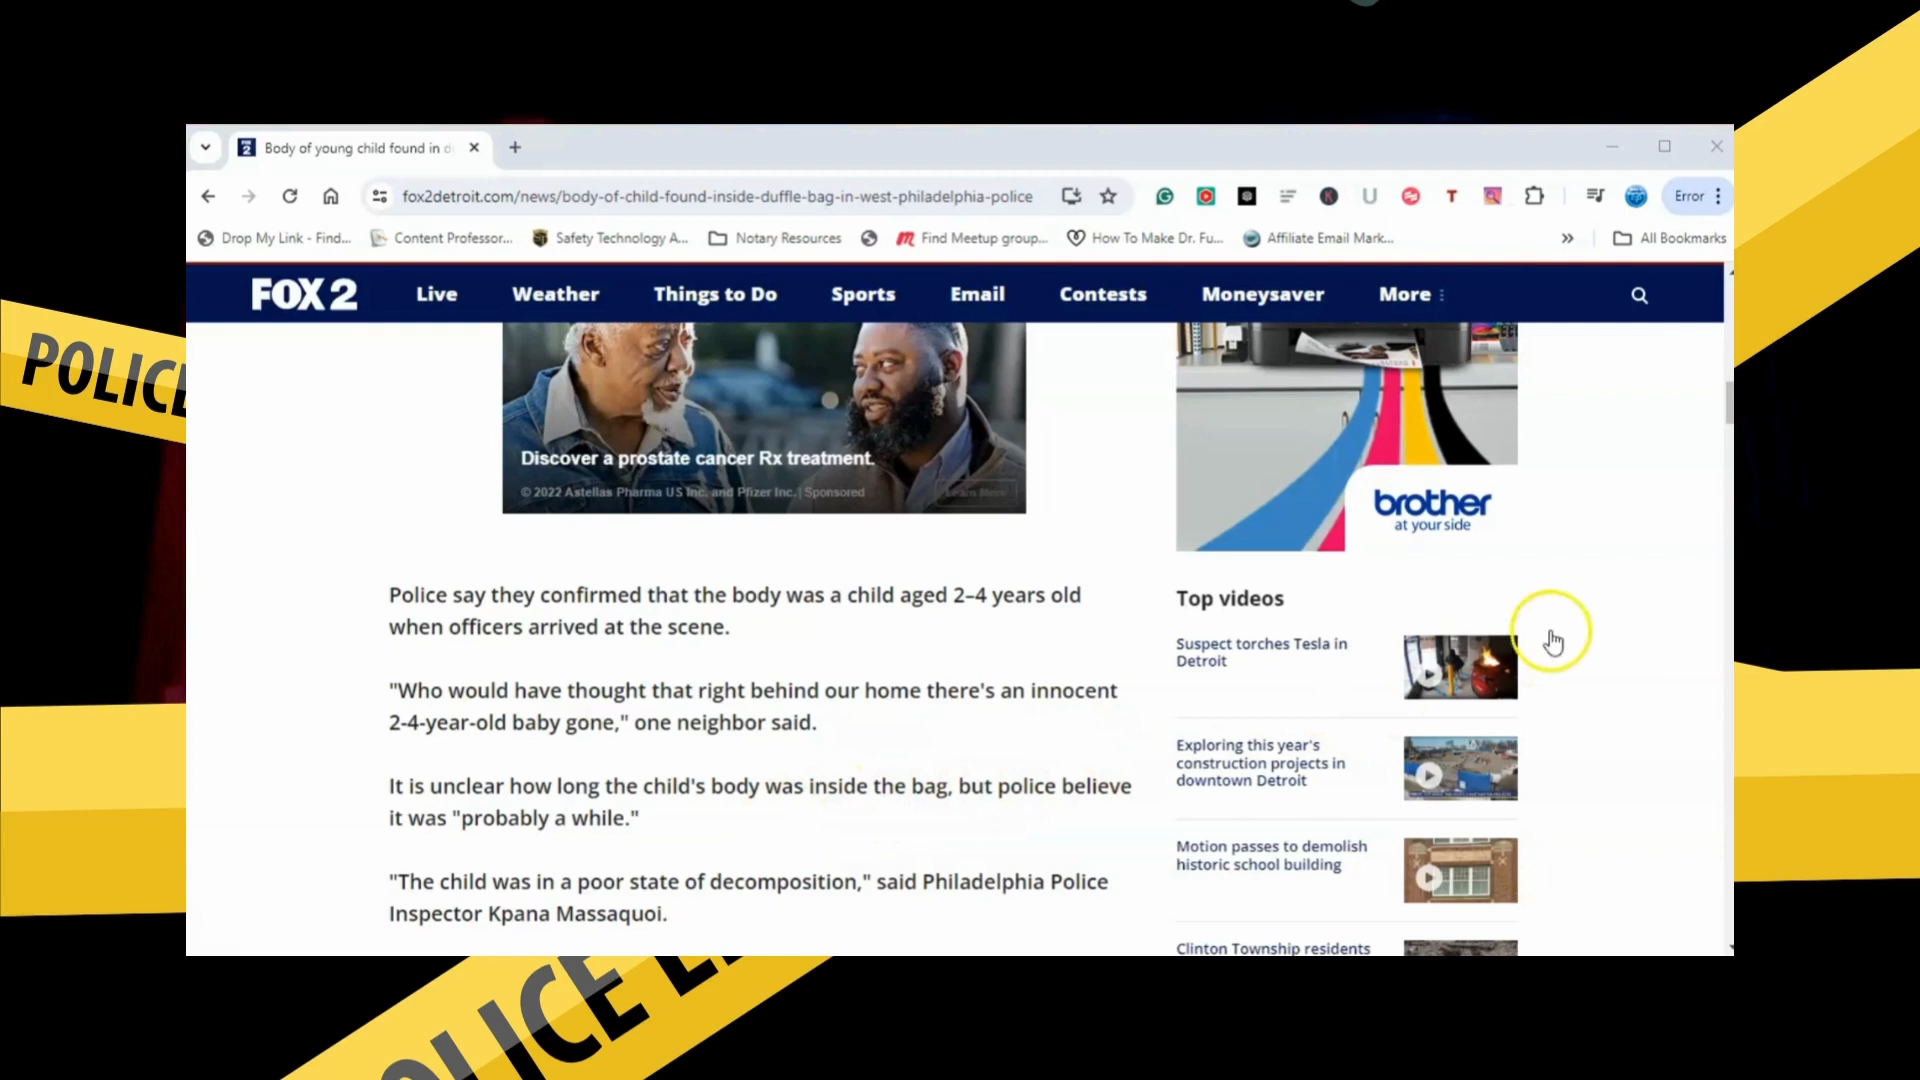 Body of young child found in d
fox2detroit.com/news/body-of-child-found-inside-duffle-bag-in-west-philadelphia-police
Error
Drop My Link - Find...
Content Professor...
Safety Technology A...
Notary Resources
Find Meetup group...
How To Make Dr. Fu...
Affiliate Email Mark...
All Bookmarks
FOX 2
Live
Weather
Things to Do
Sports
Email
Contests
Moneysaver
More
POLICE
Discover a prostate cancer Rx treatment.
© 2022 Astellas Pharma US Inc. and Pfizer Inc. | Sponsored
Learn More
brother
at your side
Police say they confirmed that the body was a child aged 2–4 years old
when officers arrived at the scene.
"Who would have thought that right behind our home there's an innocent
2-4-year-old baby gone," one neighbor said.
It is unclear how long the child's body was inside the bag, but police believe
it was "probably a while."
"The child was in a poor state of decomposition," said Philadelphia Police
Inspector Kpana Massaquoi.
Top videos
Suspect torches Tesla in
Detroit
Exploring this year's
construction projects in
downtown Detroit
Motion passes to demolish
historic school building
Clinton Township residents
OLICE